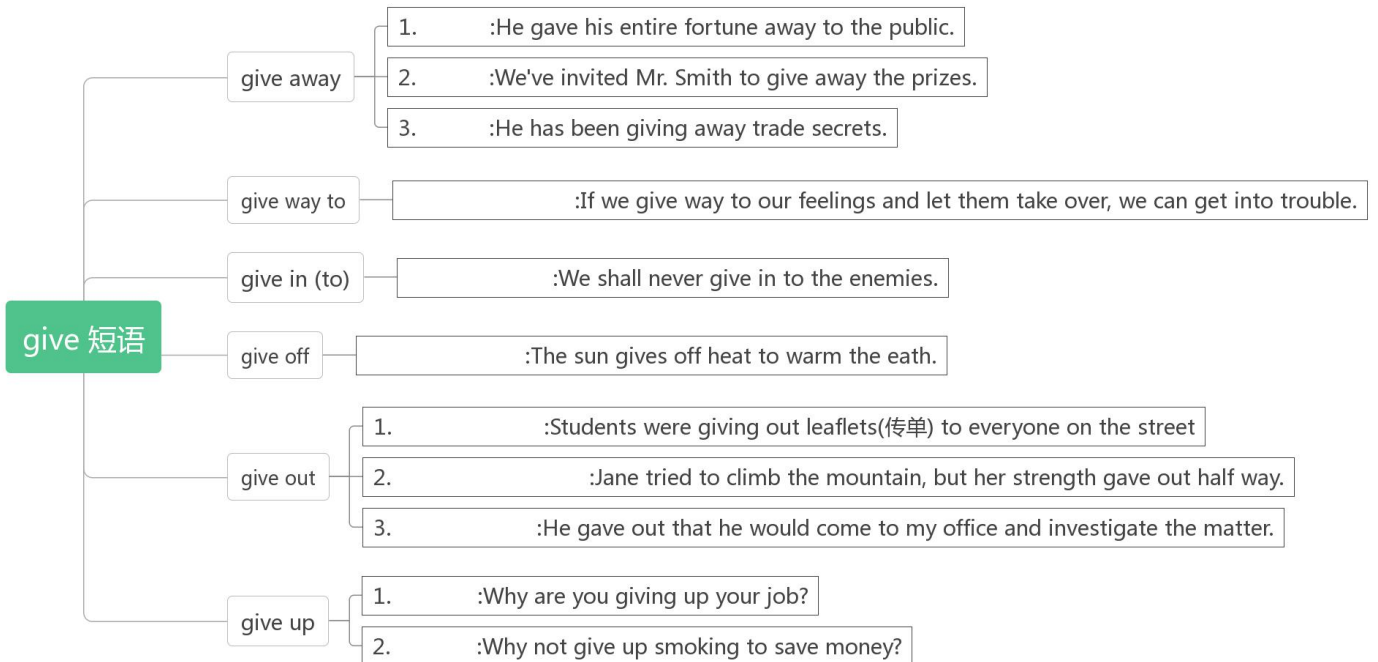 give 短语
give away
1. :He gave his entire fortune away to the public.
2. :We've invited Mr. Smith to give away the prizes.
3. :He has been giving away trade secrets.
give way to
:If we give way to our feelings and let them take over, we can get into trouble.
give in (to)
:We shall never give in to the enemies.
give off
:The sun gives off heat to warm the eath.
give out
1. :Students were giving out leaflets(传单) to everyone on the street
2. :Jane tried to climb the mountain, but her strength gave out half way.
3. :He gave out that he would come to my office and investigate the matter.
give up
1. :Why are you giving up your job?
2. :Why not give up smoking to save money?